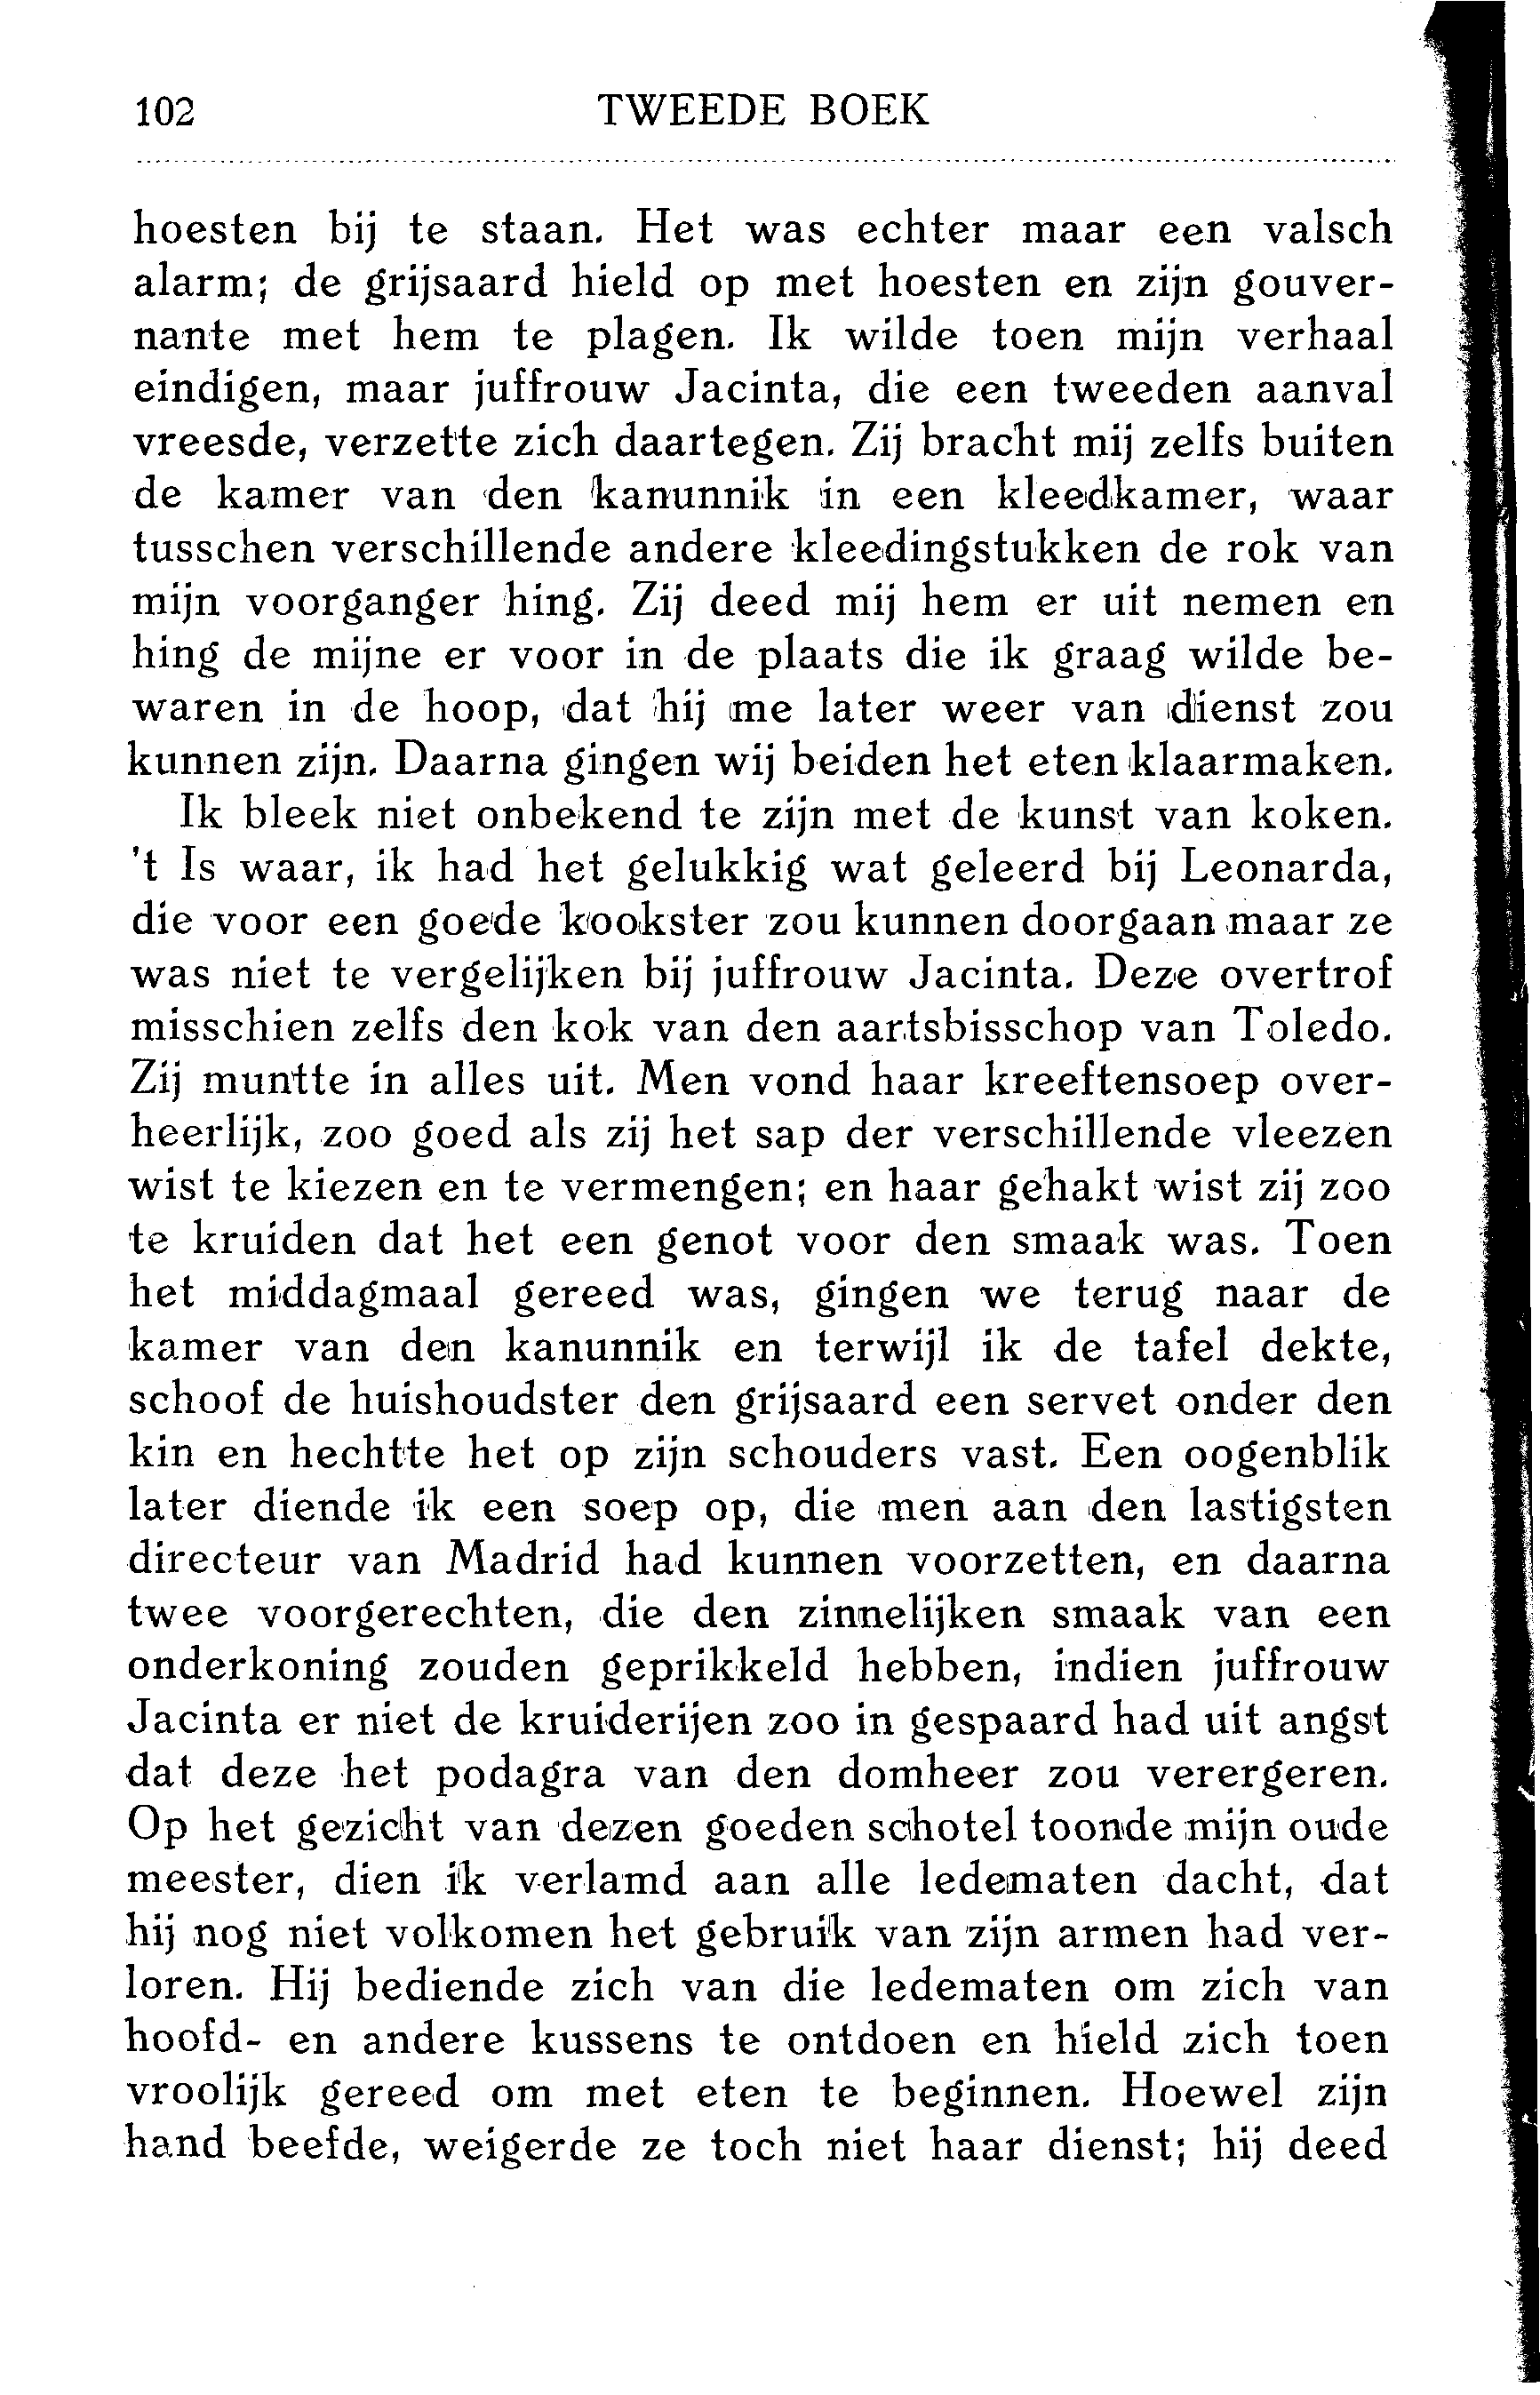 102 TWEEDE BOEK
hoesten bij te staan. Het was echter maar een valsch
alarm; de grijsaard hield op met hoesten en zijn gouver-
nante met hem te plagen. Ik wilde toen mijn verhaal
eindigen, maar juffrouw Jacinta, die een tweeden aanval
vreesde, verzette zich daartegen. Zij bracht mij zelfs buiten
de kamer van den kanunnik in een kleedkamer, waar
tusschen verschillende andere kleedingstukken de rok van
mijn voorganger hing. Zij deed mij hem er uit nemen en
hing de mijne er voor in de plaats die ik graag wilde be-
waren in de hoop, dat hij me later weer van dienst zou
kunnen zijn. Daarna gingen wij beiden het eten klaarmaken.
Ik bleek niet onbekend te zijn met de kunst van koken.
't Is waar, ik had het gelukkig wat geleerd bij Leonarda,
die voor een goede kookster zou kunnen doorgaan maar ze
was niet te vergelijken bij juffrouw Jacinta. Deze overtrof
misschien zelfs den kok van den aartsbisschop van Toledo.
Zij muntte in alles uit. Men vond haar kreeftensoep over-
heerlijk, zoo goed als zij het sap der verschillende vleezen
wist te kiezen en te vermengen; en haar gehakt wist zij zoo
te kruiden dat het een genot voor den smaak was. Toen
het middagmaal gereed was, gingen we terug naar de
kamer van den kanunnik en terwijl ik de tafel dekte,
schoof de huishoudster den grijsaard een servet onder den
kin en hechtte het op zijn schouders vast. Een oogenblik
later diende ik een soep op, die men aan den lastigsten
directeur van Madrid had kunnen voorzetten, en daarna
twee voorgerechten, die den zinnelijken smaak van een
onderkoning zouden geprikkeld hebben, indien juffrouw
Jacinta er niet de kruiderijen zoo in gespaard had uit angst
dat deze het podagra van den domheer zou verergeren.
Op het gezicht van dezen goeden schotel toonde mijn oude
meester, dien ik verlamd aan alle ledematen dacht, dat
hij nog niet volkomen het gebruik van zijn armen had ver-
loren. Hij bediende zich van die ledematen om zich van
hoofd- en andere kussens te ontdoen en hield zich toen
vroolijk gereed om met eten te beginnen. Hoewel zijn
hand beefde, weigerde ze toch niet haar dienst; hij deed